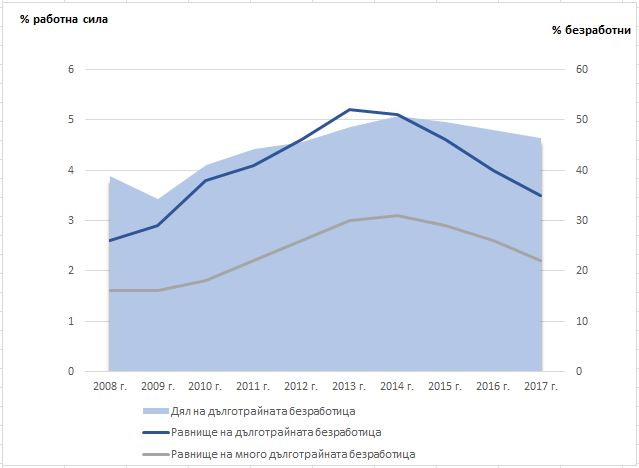 % работна сила
% безработни
6
60
5
50
4
40
3
30
2
20
1
10
0
0
2008 г. 2009 г. 2010 г. 2011 г. 2012 г. 2013 г. 2014 г. 2015 г. 2016 г. 2017 г.
Дял на дълготрайната безработица
Равнище на дълготрайната безработица
Равнище на много дълготрайната безработица